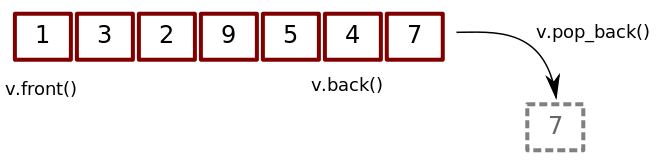 1 3 2 9 5 4 7
v.pop_back()
v.front()
v.back()
7